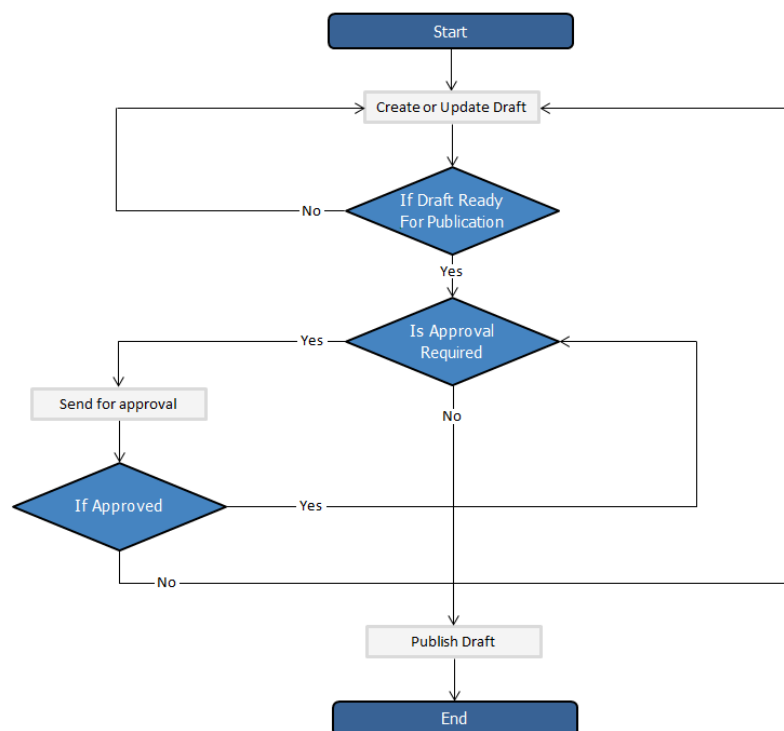 Start
Create or Update Draft
If Draft Ready
For Publication
No
Yes
Is Approval
Required
Yes
Send for approval
No
If Approved
Yes
No
Publish Draft
End